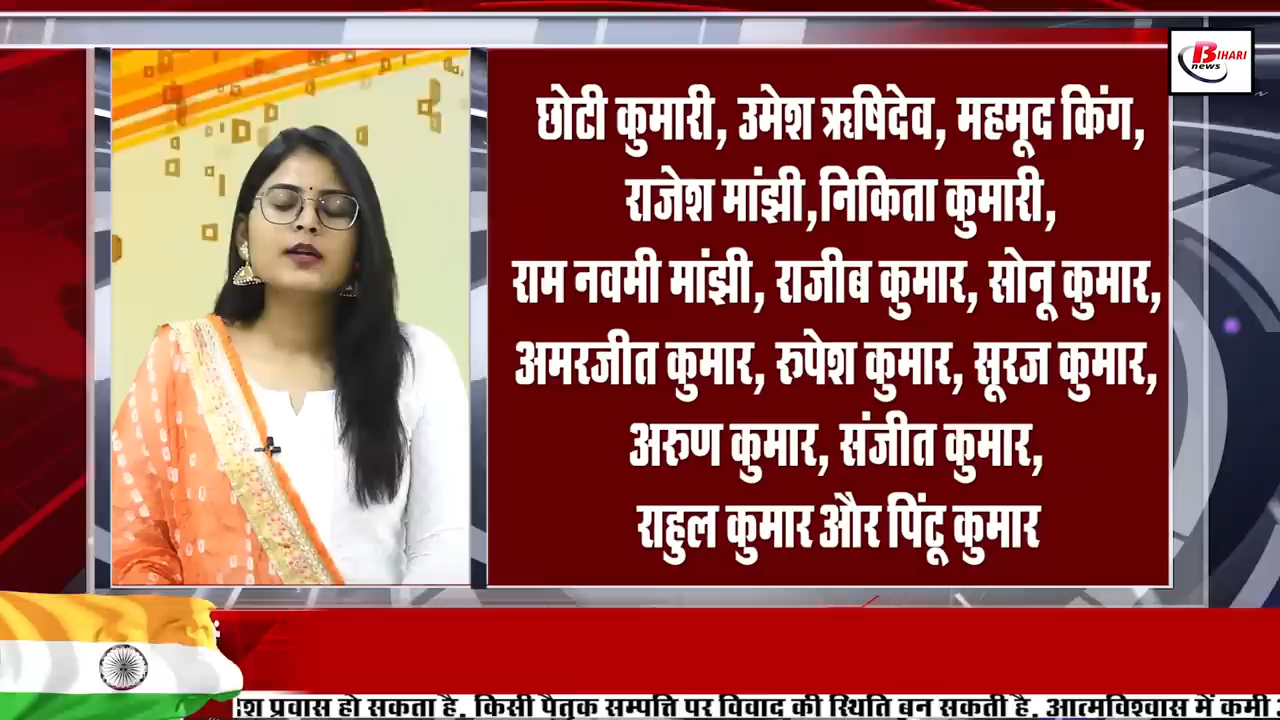 BIHARI
news
छोटी कुमारी, उमेश ऋषिदेव, महमूद किंग,
राजेश मांझी,निकिता कुमारी,
राम नवमी मांझी, राजीब कुमार, सोनू कुमार,
अमरजीत कुमार, रुपेश कुमार, सूरज कुमार,
अरुण कुमार, संजीत कुमार,
राहुल कुमार और पिंटू कुमार
प्रवास हो सकता है. किसी पैतृक सम्पत्ति पर विवाद की स्थिति बन सकती है. आत्मविश्वास में कमी